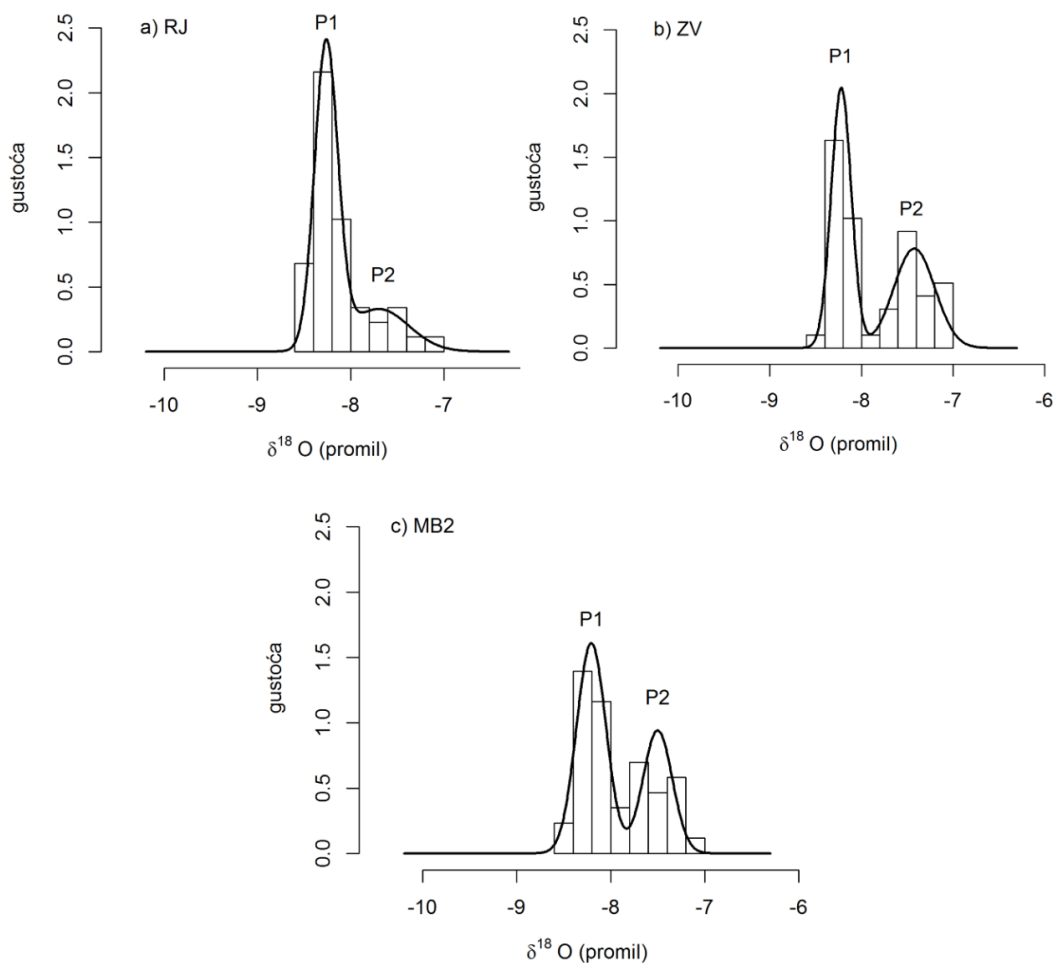 a) RJ
P1
P2
gustoća
2.5
2.0
1.5
1.0
0.5
0.0
-10 -9 -8 -7
δ¹⁸ O (promil)
b) ZV
P1
P2
gustoća
2.5
2.0
1.5
1.0
0.5
0.0
-10 -9 -8 -7 -6
δ¹⁸ O (promil)
c) MB2
P1
P2
gustoća
2.5
2.0
1.5
1.0
0.5
0.0
-10 -9 -8 -7 -6
δ¹⁸ O (promil)